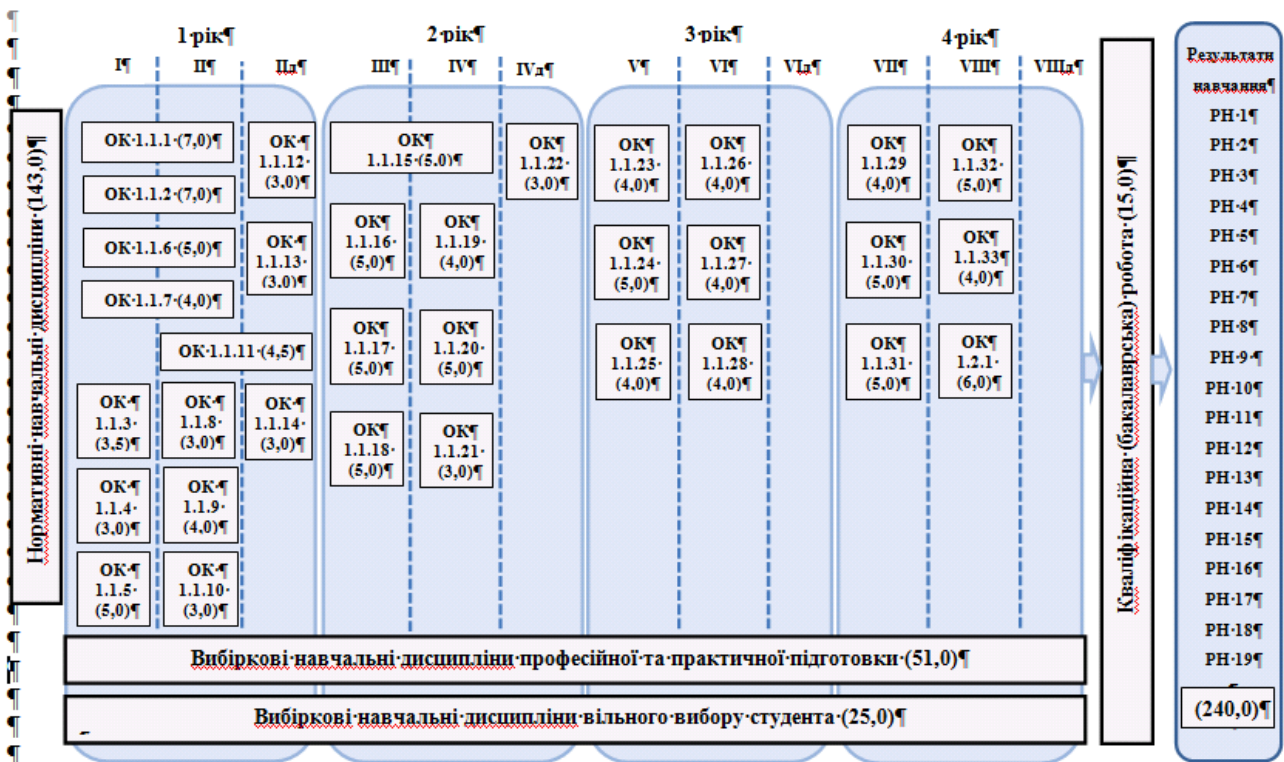 1·рік¶
2·рік¶
3·рік¶
4·рік¶
I¶
II¶
IIд¶
III¶
IV¶
IVд¶
V¶
VI¶
VIд¶
VII¶
VIII¶
VIIIд¶
Нормативні·навчальні·дисципліни·(143,0)¶
ОК·1.1.1·(7,0)¶
ОК·1.1.2·(7,0)¶
ОК·1.1.6·(5,0)¶
ОК·1.1.7·(4,0)¶
ОК·1.1.11·(4,5)¶
ОК·¶
1.1.3·
(3,5)¶
ОК·¶
1.1.4·
(3,0)¶
ОК·¶
1.1.5·
(5,0)¶
ОК·¶
1.1.8·
(3,0)¶
ОК·¶
1.1.9·
(4,0)¶
ОК·¶
1.1.10·
(3,0)¶
ОК·¶
1.1.12·
(3,0)¶
ОК·¶
1.1.13·
(3,0)¶
ОК·¶
1.1.14·
(3,0)¶
ОК¶
1.1.15·(5,0)¶
ОК¶
1.1.16·
(5,0)¶
ОК¶
1.1.17·
(5,0)¶
ОК¶
1.1.18·
(5,0)¶
ОК¶
1.1.19·
(4,0)¶
ОК¶
1.1.20·
(5,0)¶
ОК¶
1.1.21·
(3,0)¶
ОК¶
1.1.22·
(3,0)¶
ОК¶
1.1.23·
(4,0)¶
ОК¶
1.1.24·
(5,0)¶
ОК¶
1.1.25·
(4,0)¶
ОК¶
1.1.26·
(4,0)¶
ОК¶
1.1.27·
(4,0)¶
ОК¶
1.1.28·
(4,0)¶
ОК¶
1.1.29
(4,0)¶
ОК¶
1.1.30·
(5,0)¶
ОК¶
1.1.31·
(5,0)¶
ОК¶
1.1.32·
(5,0)¶
ОК¶
1.1.33¶
(4,0)¶
ОК¶
1.2.1·
(6,0)¶
Вибіркові·навчальні·дисципліни·професійної·та·практичної·підготовки·(51,0)¶
Вибіркові·навчальні·дисципліни·вільного·вибору·студента·(25,0)¶
Кваліфікаційна·(бакалаврська)·робота·(15,0)¶
Результати
навчання¶
РН·1¶
РН·2¶
РН·3¶
РН·4¶
РН·5¶
РН·6¶
РН·7¶
РН·8¶
РН·9·¶
РН·10¶
РН·11¶
РН·12¶
РН·13¶
РН·14¶
РН·15¶
РН·16¶
РН·17¶
РН·18¶
РН·19¶
(240,0)¶